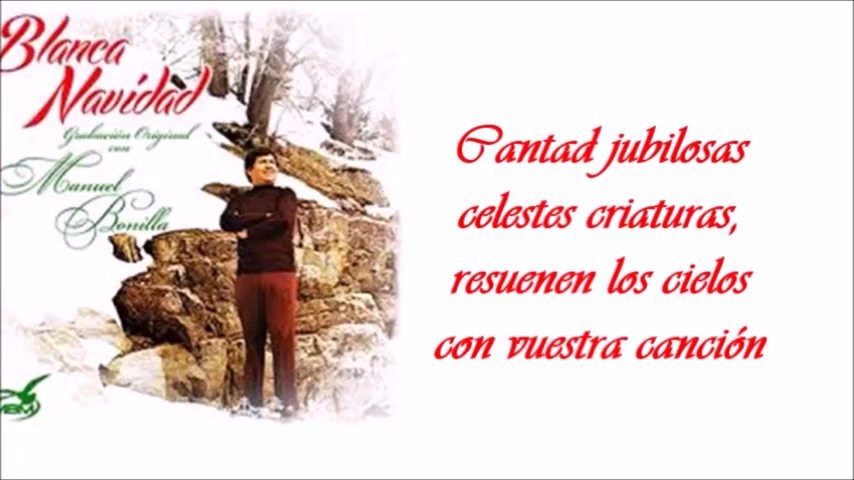 Blanca
Navidad
Grabación Original
con
Manuel
Bonilla
Cantad jubilosas
celestes criaturas,
resuenen los cielos
con vuestra canción